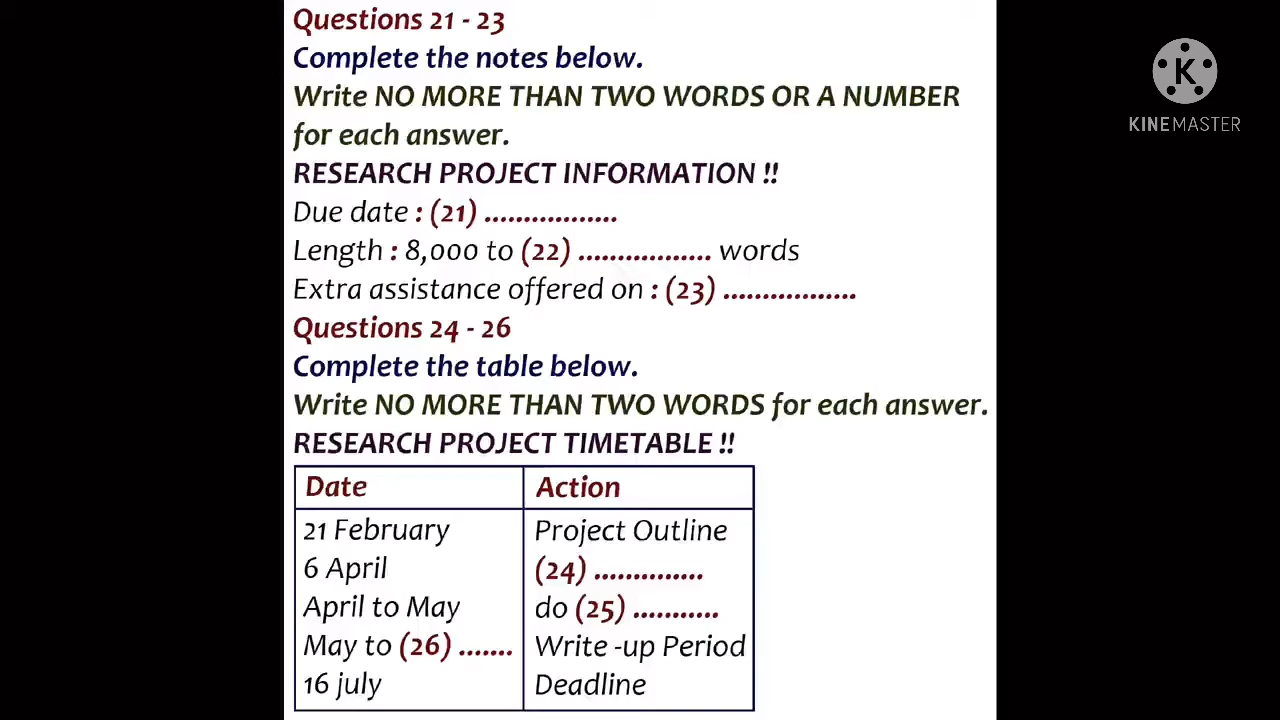 Questions 21 - 23
Complete the notes below.
Write NO MORE THAN TWO WORDS OR A NUMBER
for each answer.
RESEARCH PROJECT INFORMATION !!
Due date : (21) .................
Length : 8,000 to (22) ................. words
Extra assistance offered on : (23) .................
Questions 24 - 26
Complete the table below.
Write NO MORE THAN TWO WORDS for each answer.
RESEARCH PROJECT TIMETABLE !!
Date Action
21 February Project Outline
6 April (24) ..............
April to May do (25) ...........
May to (26) ....... Write -up Period
16 july Deadline
K
KINEMASTER